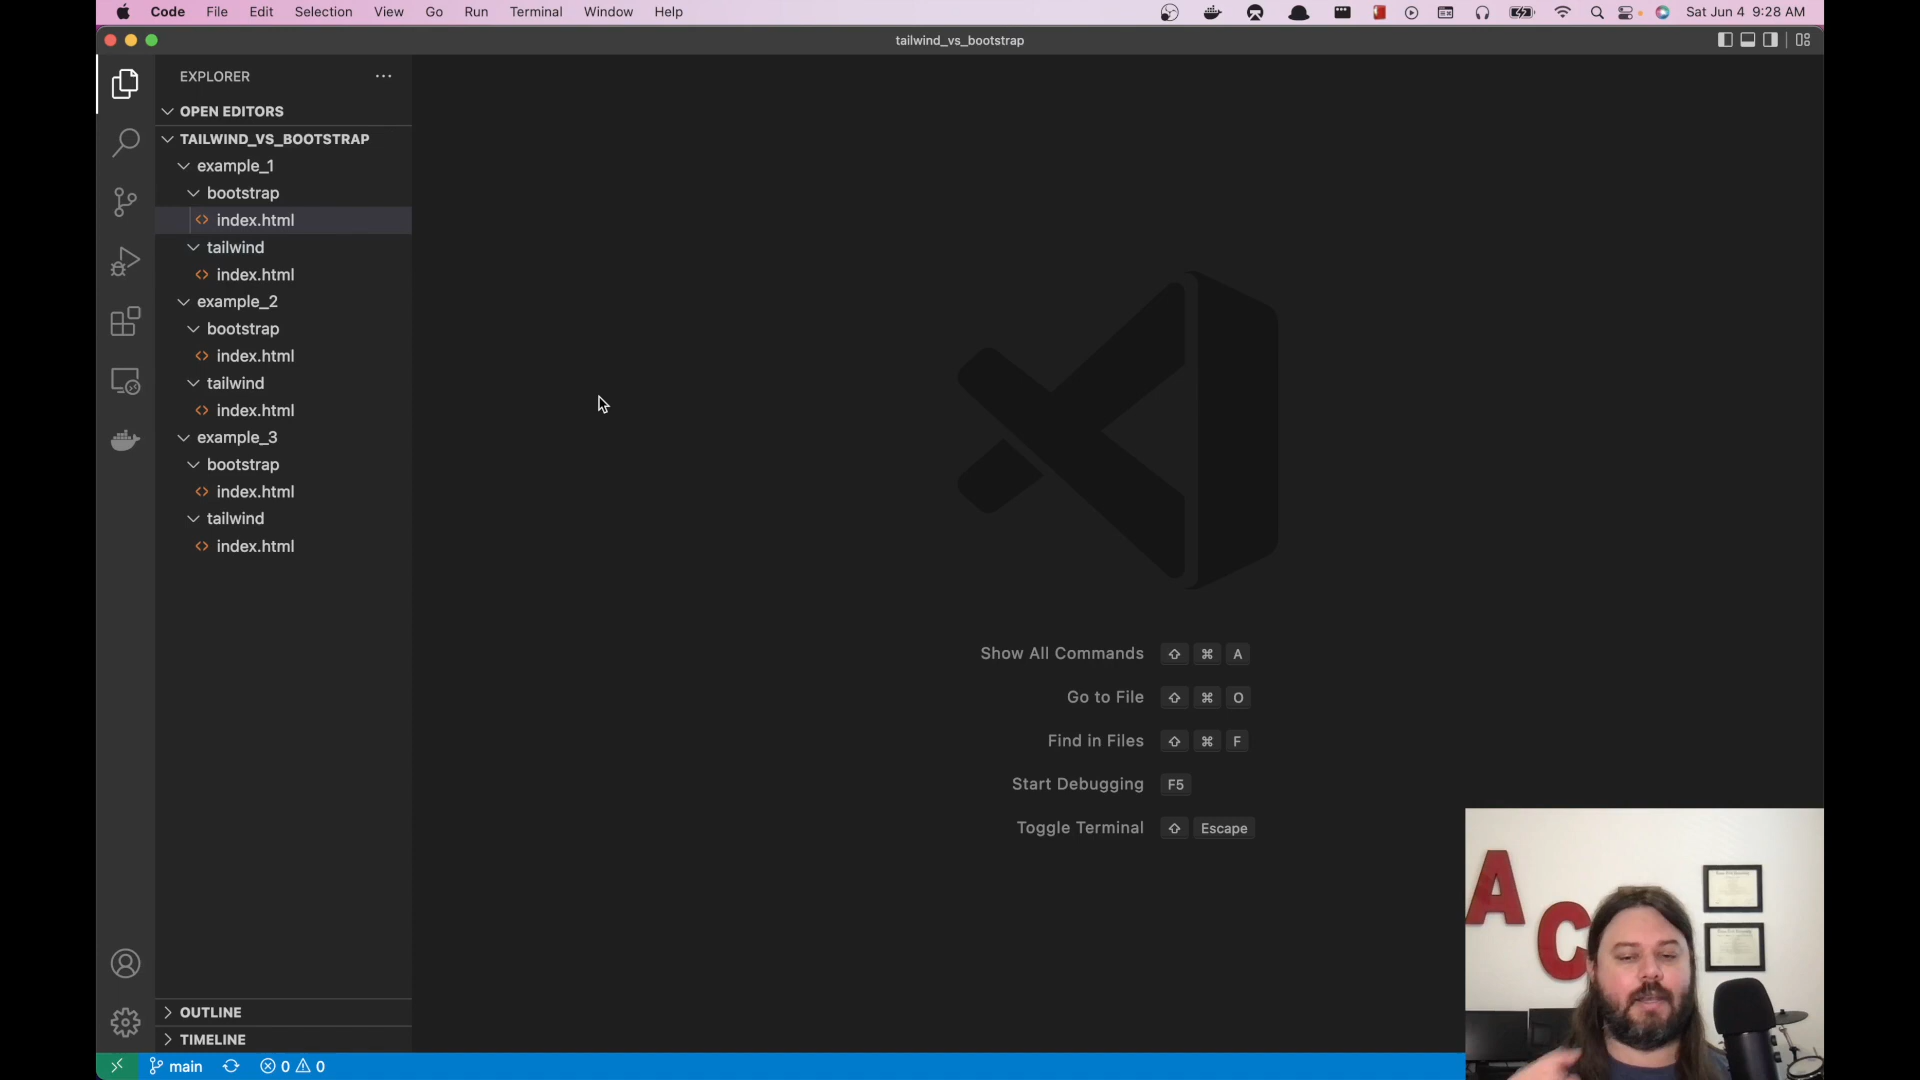 Code File Edit Selection View Go Run Terminal Window Help Sat Jun 4 9:28 AM
tailwind_vs_bootstrap
EXPLORER
OPEN EDITORS
TAILWIND_VS_BOOTSTRAP
example_1
bootstrap
index.html
tailwind
index.html
example_2
bootstrap
index.html
tailwind
index.html
example_3
bootstrap
index.html
tailwind
index.html
Show All Commands ⇧ ⌘ A
Go to File ⇧ ⌘ O
Find in Files ⇧ ⌘ F
Start Debugging F5
Toggle Terminal ⇧ Escape
A C
OUTLINE
TIMELINE
main 0 0